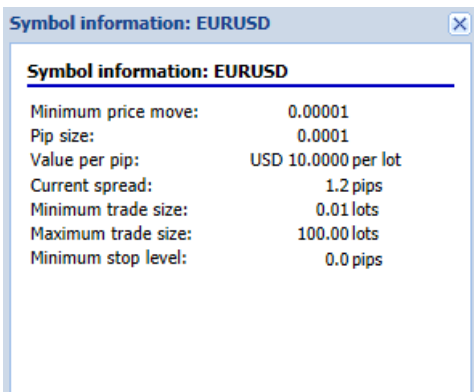 Symbol information: EURUSD
Symbol information: EURUSD
Minimum price move: 0.00001
Pip size: 0.0001
Value per pip: USD 10.0000 per lot
Current spread: 1.2 pips
Minimum trade size: 0.01 lots
Maximum trade size: 100.00 lots
Minimum stop level: 0.0 pips